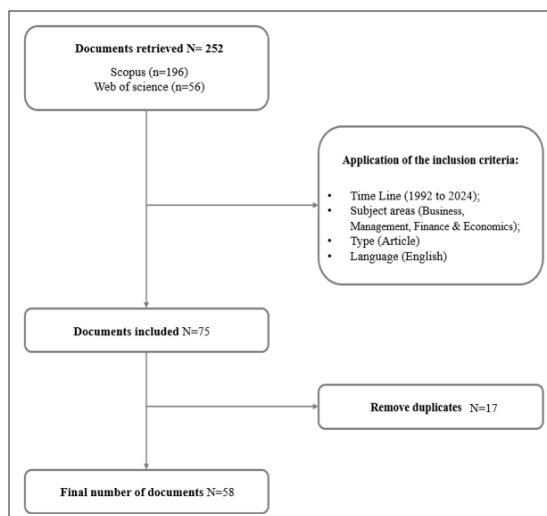 Documents retrieved N= 252
Scopus (n=196)
Web of science (n=56)
Application of the inclusion criteria:
• Time Line (1992 to 2024);
• Subject areas (Business,
Management, Finance & Economics);
• Type (Article)
• Language (English)
Documents included N=75
Remove duplicates N=17
Final number of documents N=58